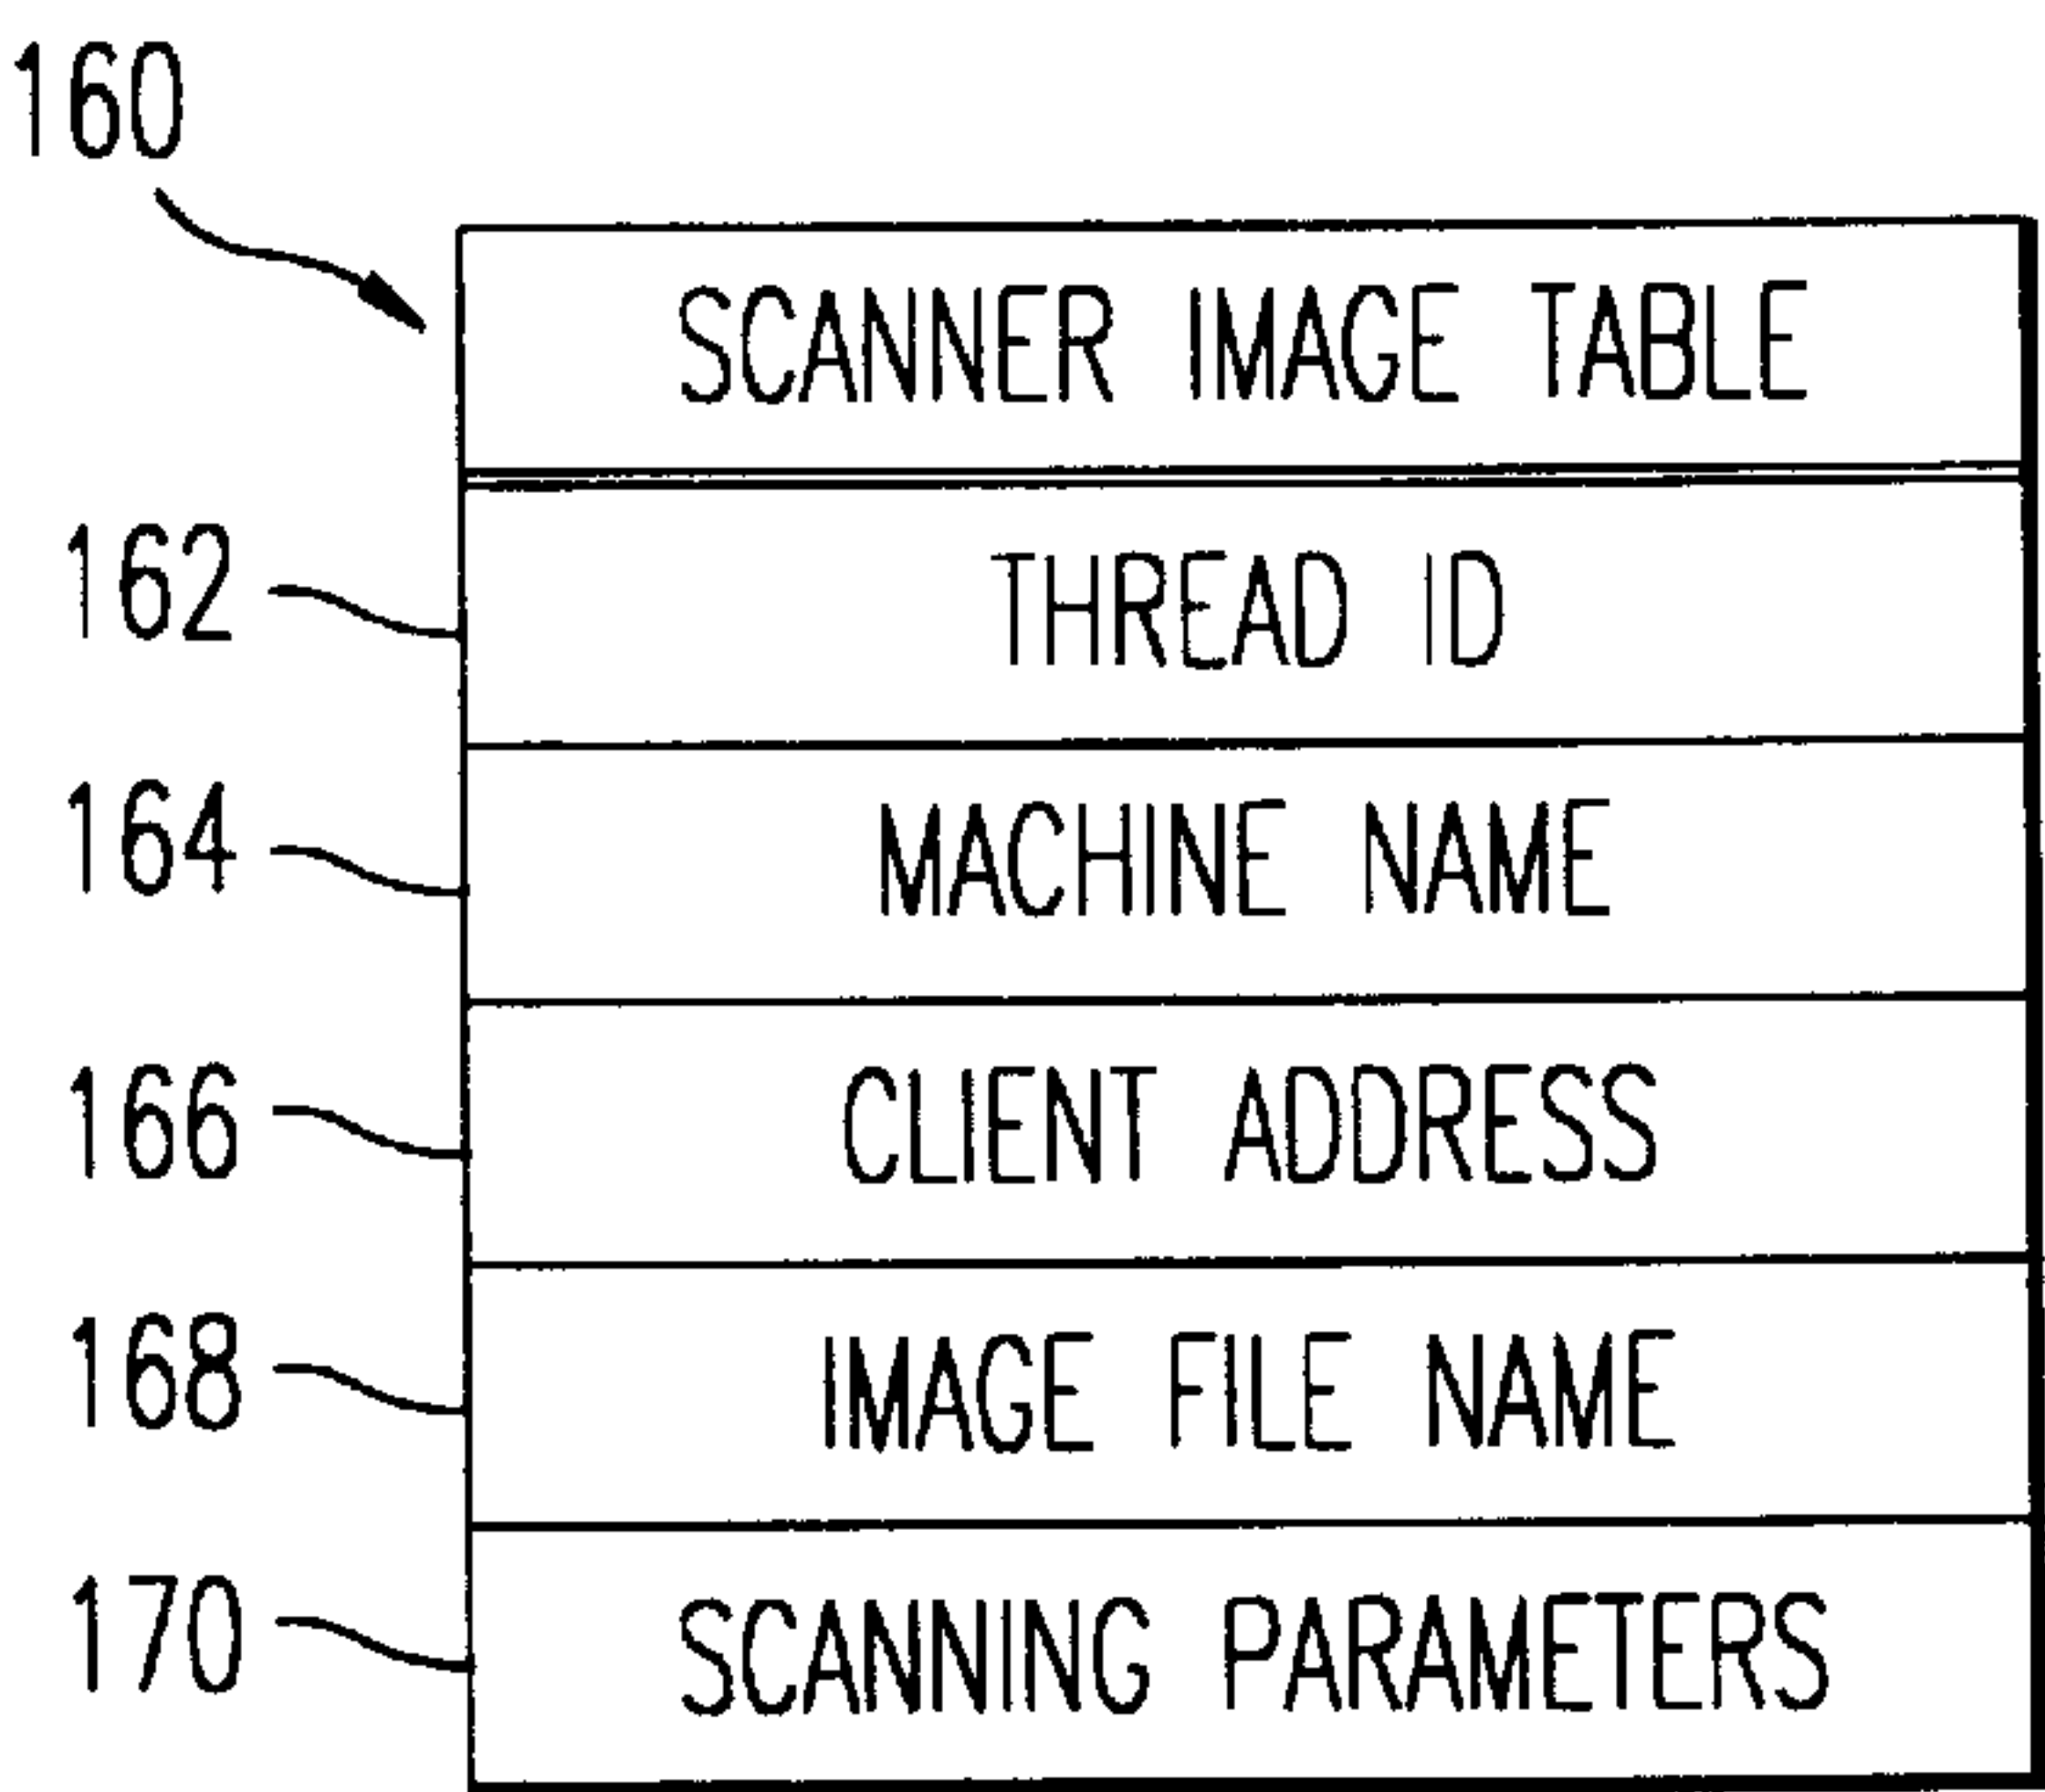 160
SCANNER IMAGE TABLE
162 THREAD ID
164 MACHINE NAME
166 CLIENT ADDRESS
168 IMAGE FILE NAME
170 SCANNING PARAMETERS